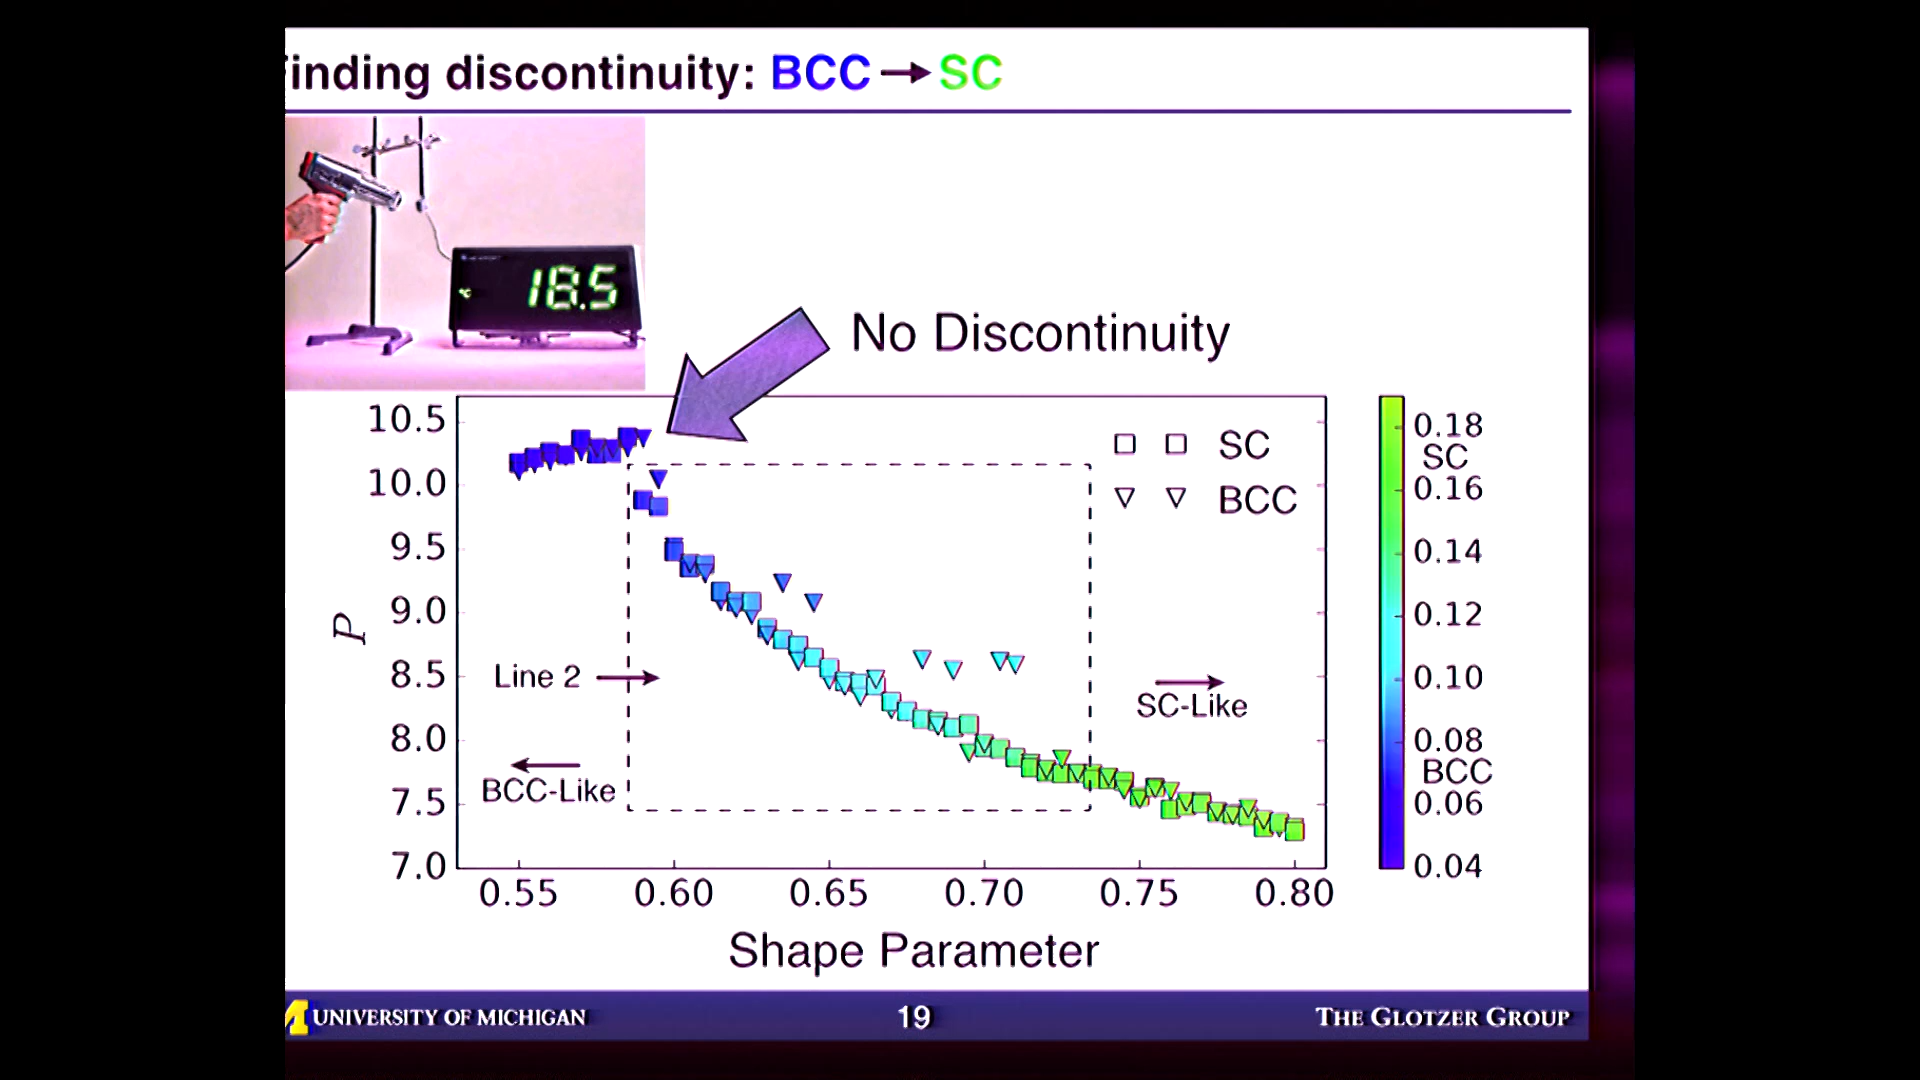 inding discontinuity: BCC → SC
°C 18.5
No Discontinuity
10.5
10.0
9.5
9.0
8.5
8.0
7.5
7.0
P
SC
BCC
Line 2
SC-Like
BCC-Like
0.55 0.60 0.65 0.70 0.75 0.80
Shape Parameter
0.18
SC
0.16
0.14
0.12
0.10
0.08
BCC
0.06
0.04
M UNIVERSITY OF MICHIGAN 19 THE GLOTZER GROUP